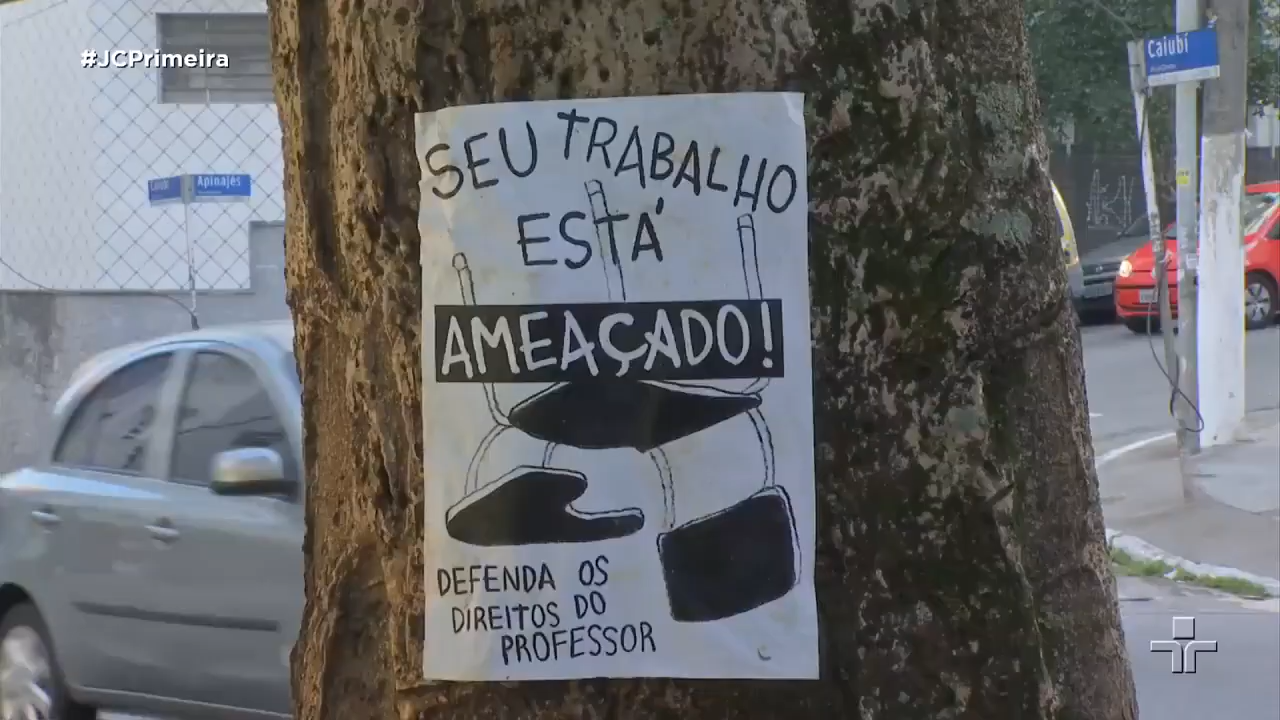 #JCPrimeira
Caiubi
Apinajés
SEU TRABALHO
ESTÁ
AMEAÇADO!
DEFENDA OS
DIREITOS DO
PROFESSOR